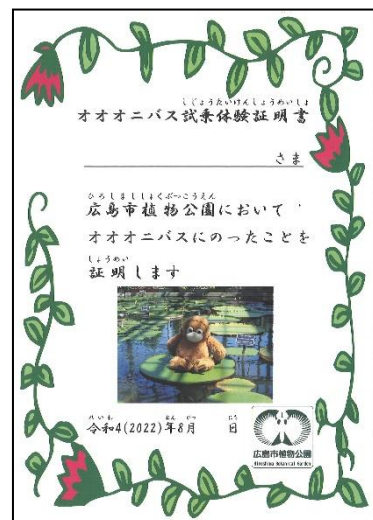 しじょうたいけんしょうめいしょ
オオオニバス試乗体験証明書
さま
ひろしまししょくぶつこうえん
広島市植物公園において
オオオニバスにのったことを
しょうめい
証明します
れいわ ねん がつ にち
令和4(2022)年8月 日
広島市植物公園
Hiroshima Botanical Garden